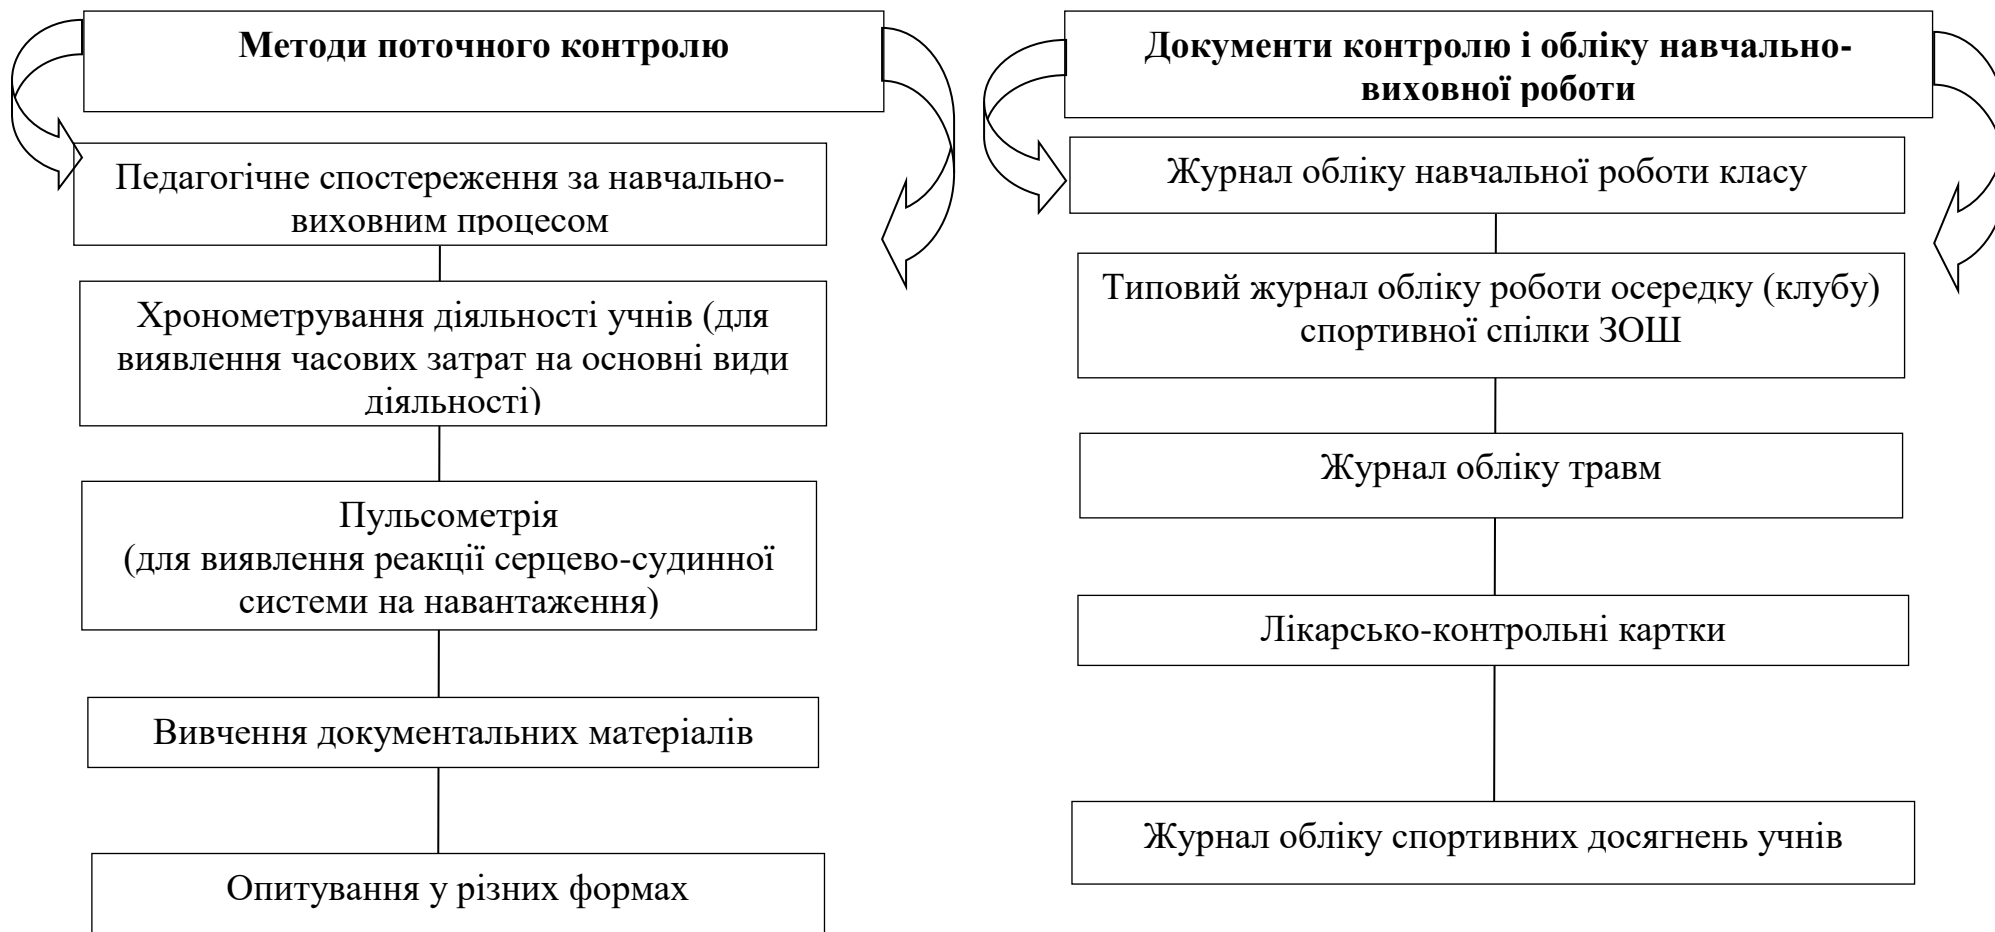 Методи поточного контролю
Педагогічне спостереження за навчально-
виховним процесом
Хронометрування діяльності учнів (для
виявлення часових затрат на основні види
діяльності)
Пульсометрія
(для виявлення реакції серцево-судинної
системи на навантаження)
Вивчення документальних матеріалів
Опитування у різних формах
Документи контролю і обліку навчально-
виховної роботи
Журнал обліку навчальної роботи класу
Типовий журнал обліку роботи осередку (клубу)
спортивної спілки ЗОШ
Журнал обліку травм
Лікарсько-контрольні картки
Журнал обліку спортивних досягнень учнів